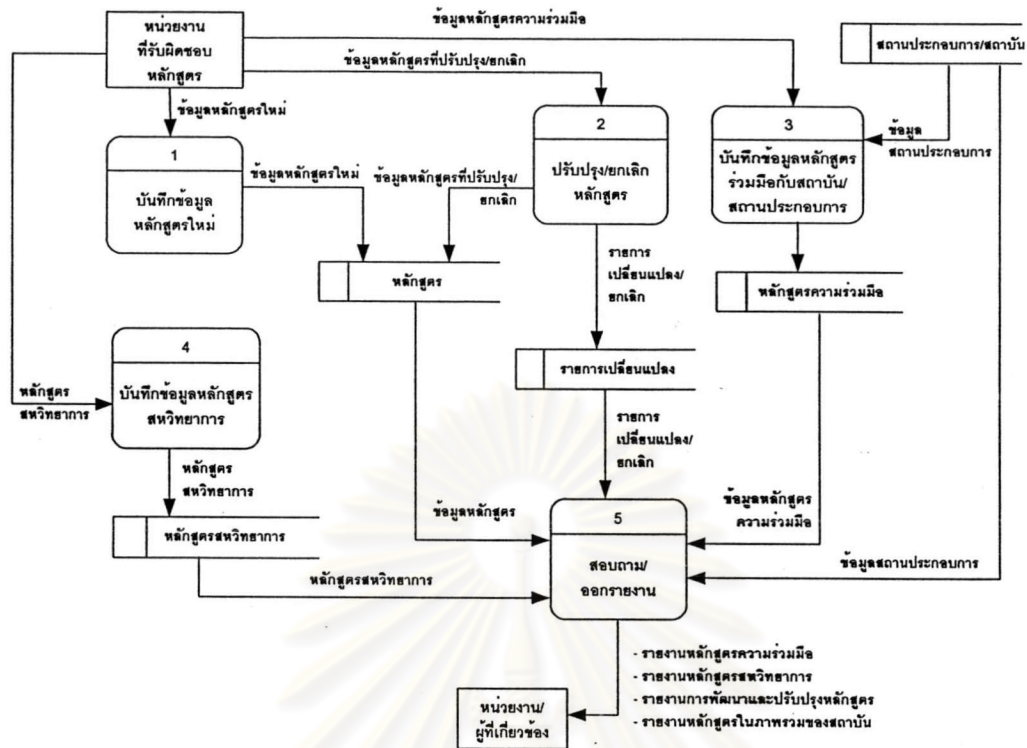 หน่วยงาน
ที่รับผิดชอบ
หลักสูตร
ข้อมูลหลักสูตรความร่วมมือ
สถานประกอบการ/สถาบัน
ข้อมูลหลักสูตรที่ปรับปรุง/ยกเลิก
ข้อมูลหลักสูตรใหม่
1
บันทึกข้อมูล
หลักสูตรใหม่
ข้อมูลหลักสูตรใหม่
ข้อมูลหลักสูตรที่ปรับปรุง/
ยกเลิก
2
ปรับปรุง/ยกเลิก
หลักสูตร
3
บันทึกข้อมูลหลักสูตร
ร่วมมือกับสถาบัน/
สถานประกอบการ
ข้อมูล
สถานประกอบการ
หลักสูตร
รายการ
เปลี่ยนแปลง/
ยกเลิก
หลักสูตรความร่วมมือ
4
บันทึกข้อมูลหลักสูตร
สหวิทยาการ
หลักสูตร
สหวิทยาการ
รายการเปลี่ยนแปลง
รายการ
เปลี่ยนแปลง/
ยกเลิก
หลักสูตร
สหวิทยาการ
หลักสูตรสหวิทยาการ
ข้อมูลหลักสูตร
5
สอบถาม/
ออกรายงาน
ข้อมูลหลักสูตร
ความร่วมมือ
ข้อมูลสถานประกอบการ
หลักสูตรสหวิทยาการ
- รายงานหลักสูตรความร่วมมือ
- รายงานหลักสูตรสหวิทยาการ
- รายงานการพัฒนาและปรับปรุงหลักสูตร
- รายงานหลักสูตรในภาพรวมของสถาบัน
หน่วยงาน/
ผู้ที่เกี่ยวข้อง